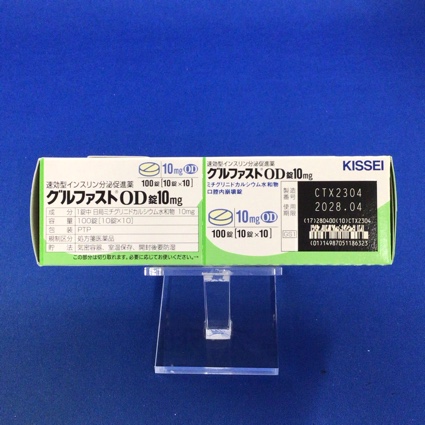 速効型インスリン分泌促進薬
10mg OD
グルファスト®OD錠10mg
100錠[10錠×10]
成分 1錠中 日局ミチグリニドカルシウム水和物 10mg
容量 100錠[10錠×10]
包装 PTP
規制区分 処方箋医薬品
貯法 気密容器、室温保存、開封後要防湿
この部分は切り取れます。必要に応じてお使いください。
速効型インスリン分泌促進薬
グルファスト®OD錠10mg
ミチグリニドカルシウム水和物
口腔内崩壊錠
10mg OD
100錠[10錠×10]
KISSEI
製造番号 CTX2304
使用期限 2028.04
(17)280400(10)CTX2304
(01)14987051186323